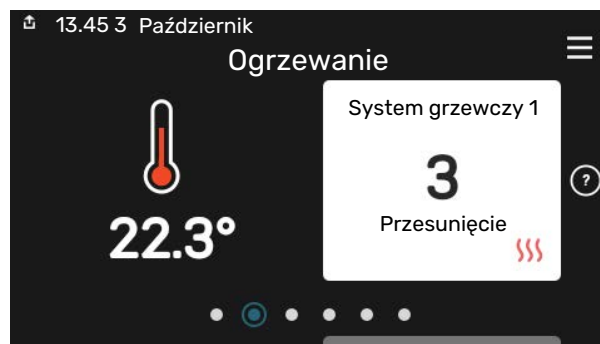 13.45 3 Październik
Ogrzewanie
System grzewczy 1
3
Przesunięcie
22.3°
?